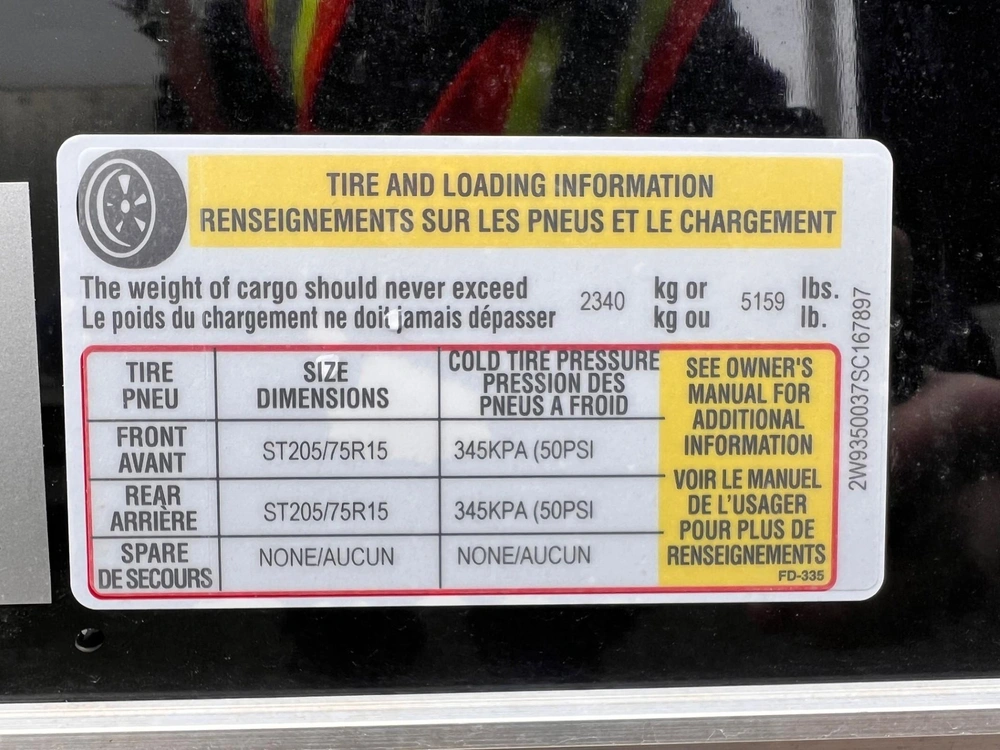 TIRE AND LOADING INFORMATION
RENSEIGNEMENTS SUR LES PNEUS ET LE CHARGEMENT
The weight of cargo should never exceed 2340 kg or 5159 lbs.
Le poids du chargement ne doit jamais dépasser kg ou lb.
TIRE
PNEU
SIZE
DIMENSIONS
COLD TIRE PRESSURE
PRESSION DES
PNEUS A FROID
FRONT
AVANT
ST205/75R15
345KPA (50PSI
REAR
ARRIÈRE
ST205/75R15
345KPA (50PSI
SPARE
DE SECOURS
NONE/AUCUN
NONE/AUCUN
SEE OWNER'S
MANUAL FOR
ADDITIONAL
INFORMATION
VOIR LE MANUEL
DE L'USAGER
POUR PLUS DE
RENSEIGNEMENTS
FD-335
2W9350037SC167897